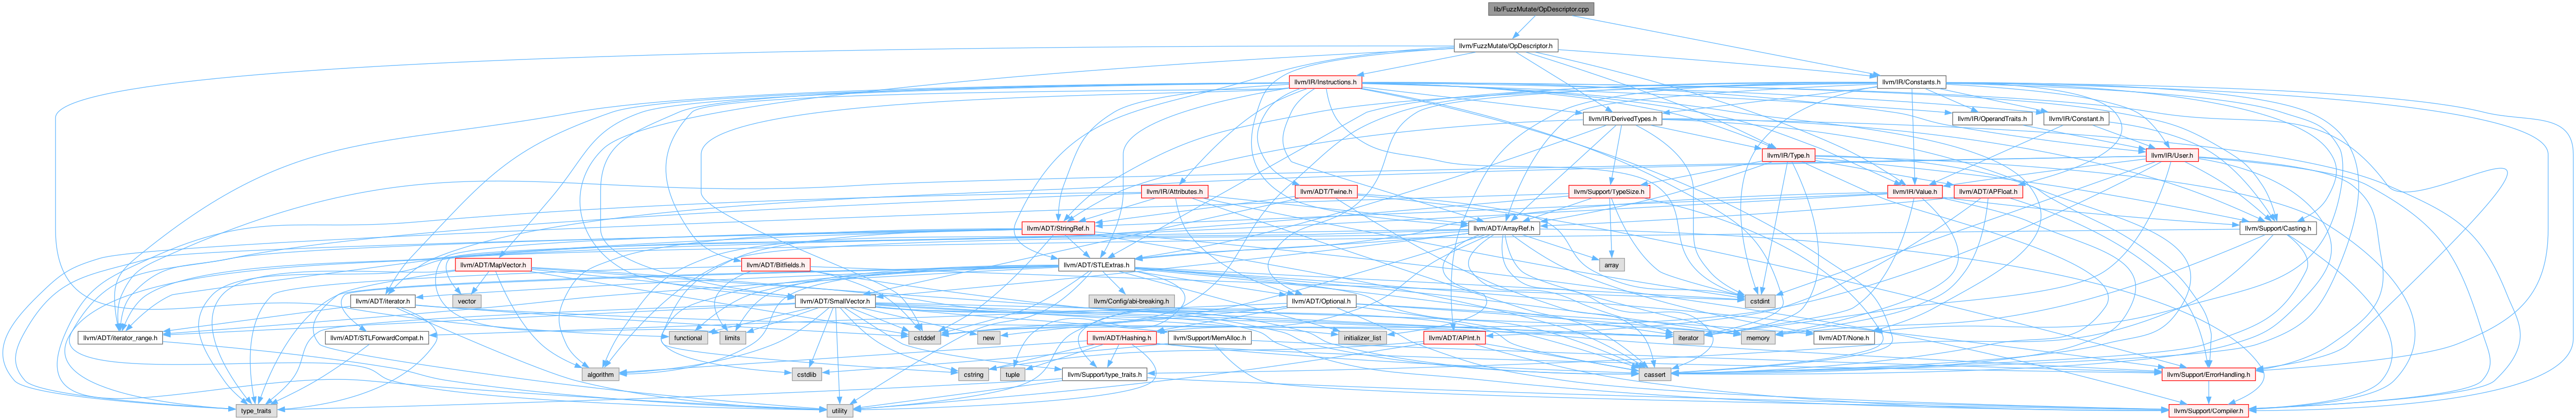 lib/FuzzMutate/OpDescriptor.cpp
llvm/FuzzMutate/OpDescriptor.h
llvm/IR/Instructions.h
llvm/IR/Constants.h
llvm/IR/DerivedTypes.h
llvm/IR/OperandTraits.h
llvm/IR/Constant.h
llvm/IR/Type.h
llvm/IR/User.h
llvm/IR/Attributes.h
llvm/ADT/Twine.h
llvm/Support/TypeSize.h
llvm/IR/Value.h
llvm/ADT/APFloat.h
llvm/ADT/StringRef.h
llvm/ADT/ArrayRef.h
llvm/Support/Casting.h
llvm/ADT/MapVector.h
llvm/ADT/Bitfields.h
llvm/ADT/STLExtras.h
array
llvm/ADT/iterator.h
vector
llvm/ADT/SmallVector.h
llvm/Config/abi-breaking.h
llvm/ADT/Optional.h
cstdint
llvm/ADT/iterator_range.h
llvm/ADT/STLForwardCompat.h
functional
limits
cstddef
new
llvm/ADT/Hashing.h
llvm/Support/MemAlloc.h
initializer_list
llvm/ADT/APInt.h
iterator
memory
llvm/ADT/None.h
algorithm
cstdlib
cstring
tuple
llvm/Support/type_traits.h
cassert
llvm/Support/ErrorHandling.h
type_traits
utility
llvm/Support/Compiler.h